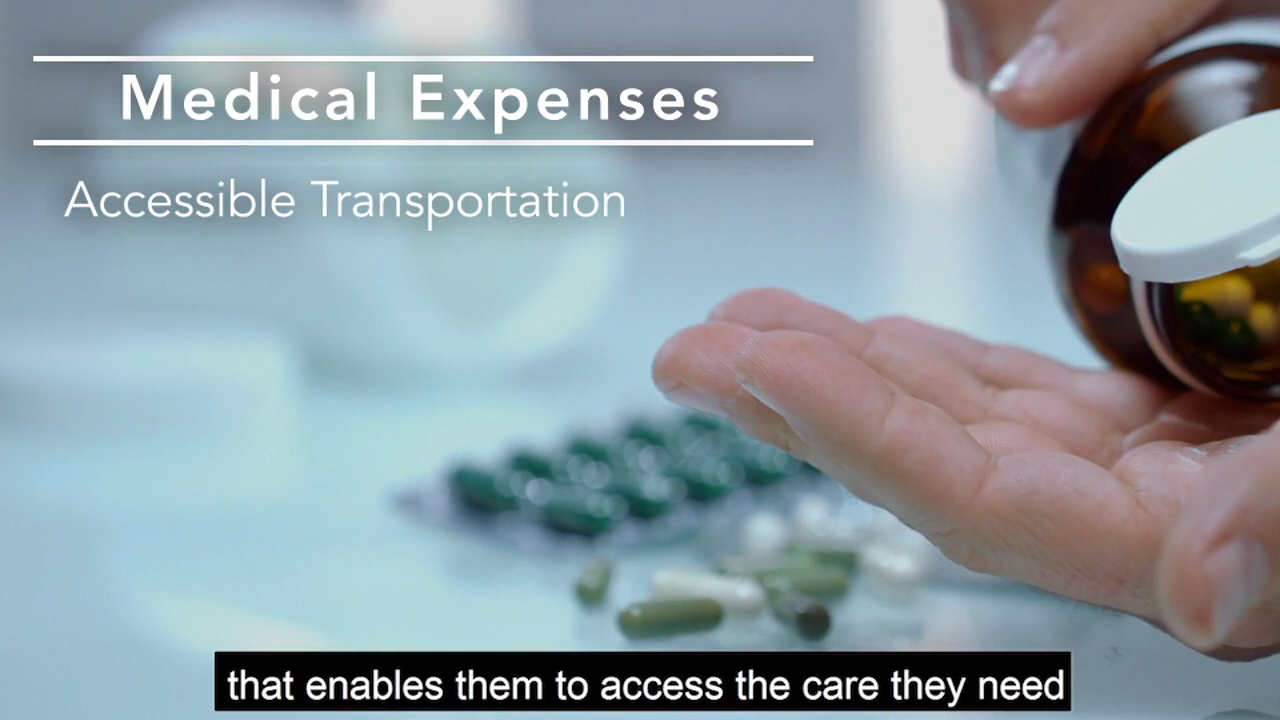 Medical Expenses
Accessible Transportation
that enables them to access the care they need